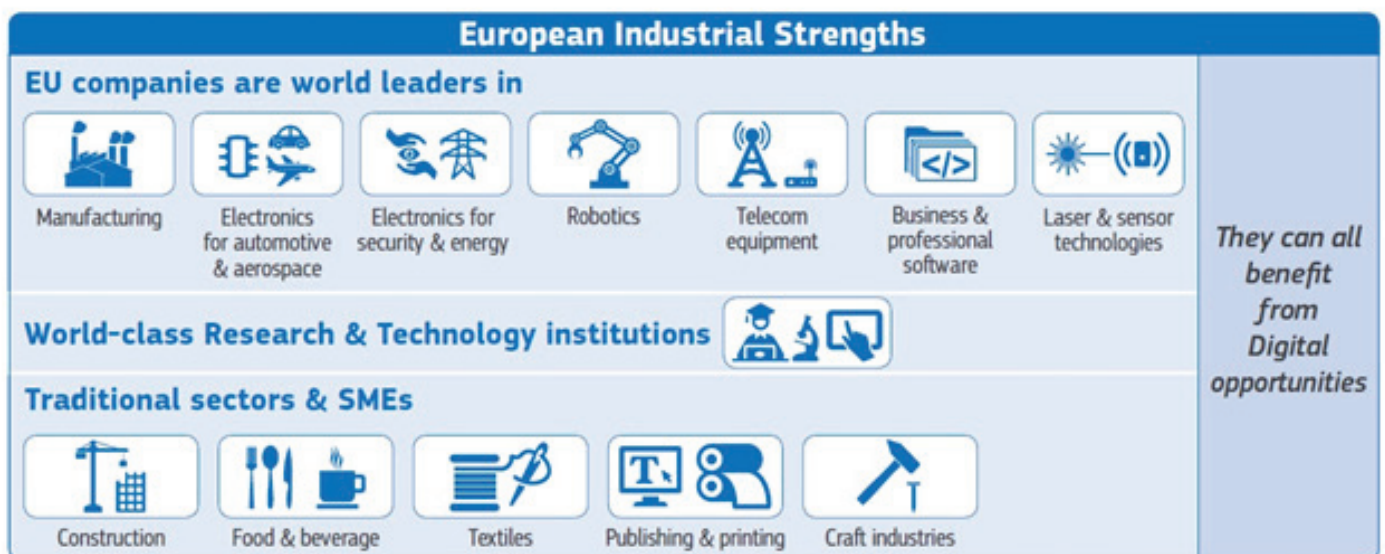 European Industrial Strengths
EU companies are world leaders in
</>
Manufacturing
Electronics
for automotive
& aerospace
Electronics for
security & energy
Robotics
Telecom
equipment
Business &
professional
software
Laser & sensor
technologies
World-class Research & Technology institutions
Traditional sectors & SMEs
T
Construction
Food & beverage
Textiles
Publishing & printing
Craft industries
They can all
benefit
from
Digital
opportunities